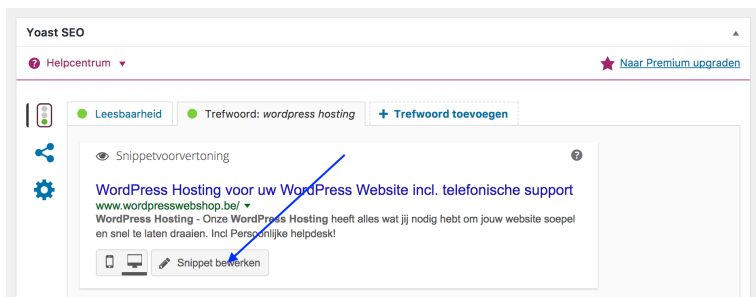 Yoast SEO
Helpcentrum
Naar Premium upgraden
Leesbaarheid
Trefwoord: wordpress hosting
+ Trefwoord toevoegen
Snippetvoorvertoning
WordPress Hosting voor uw WordPress Website incl. telefonische support
www.wordpresswebshop.be/
WordPress Hosting - Onze WordPress Hosting heeft alles wat jij nodig hebt om jouw website soepel
en snel te laten draaien. Incl Persoonlijke helpdesk!
Snippet bewerken